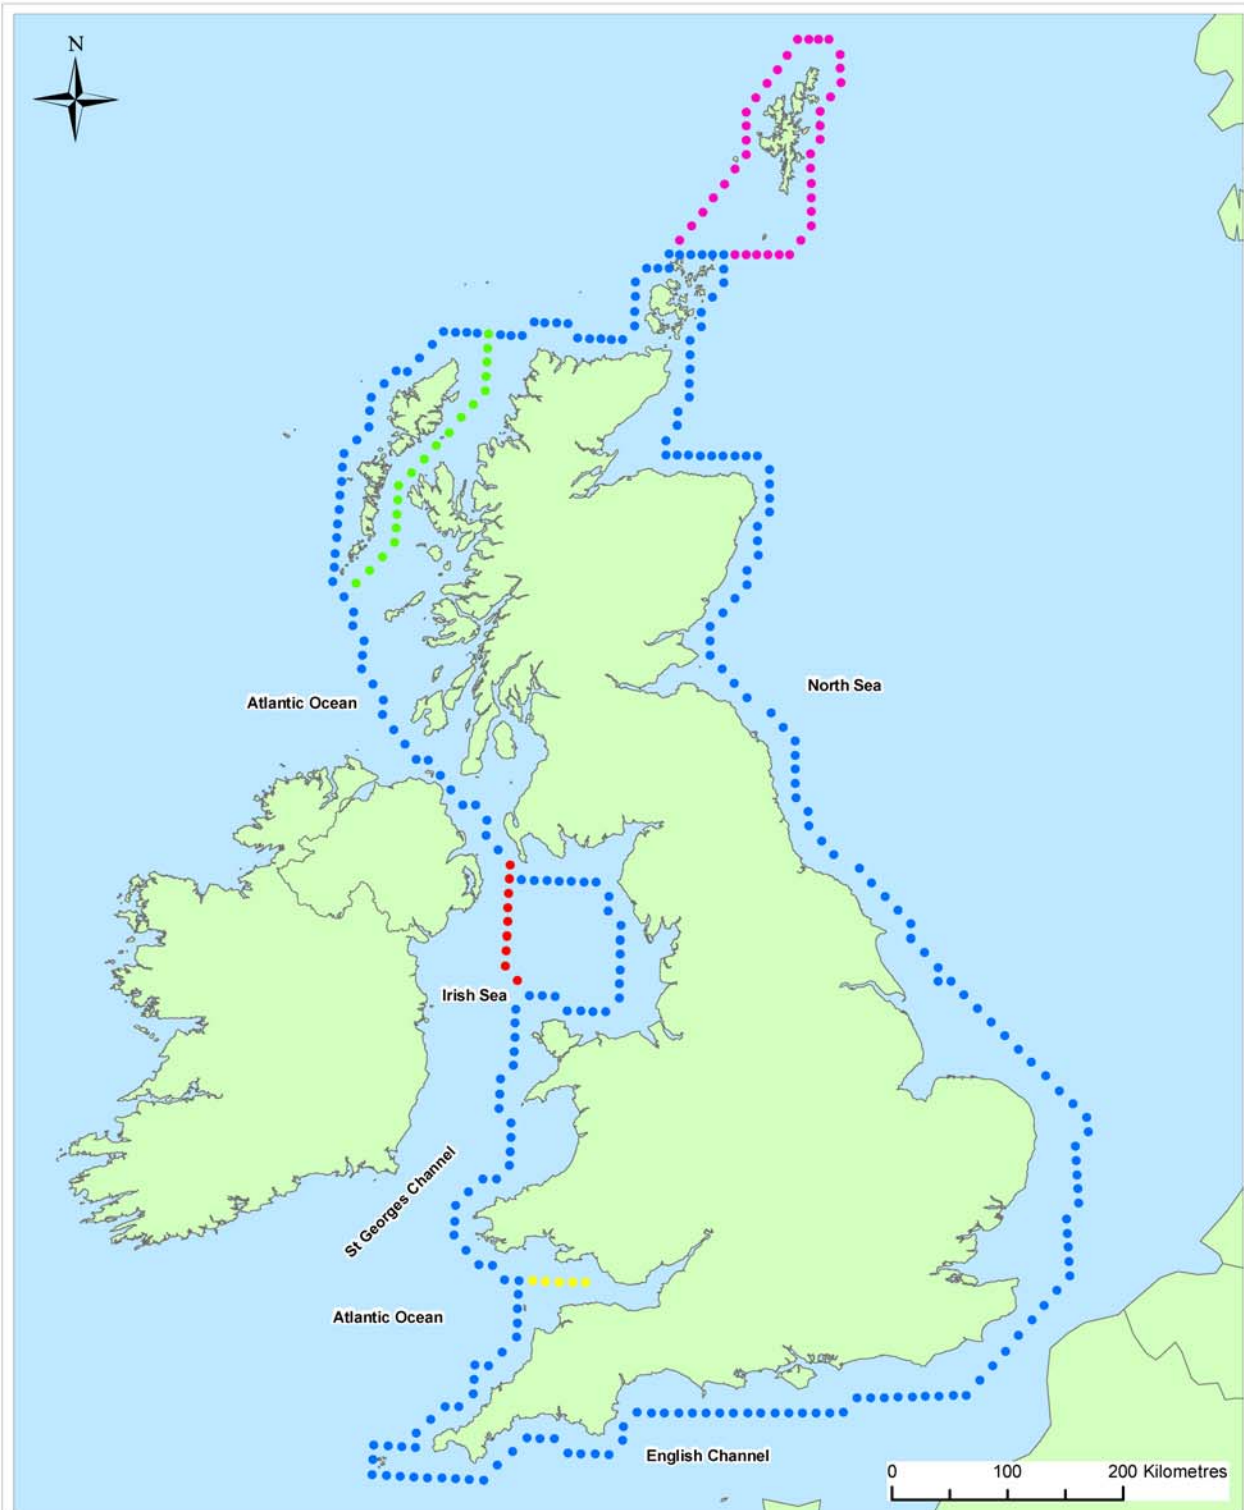 N
North Sea
Atlantic Ocean
Irish Sea
St Georges Channel
Atlantic Ocean
English Channel
0 100 200 Kilometres